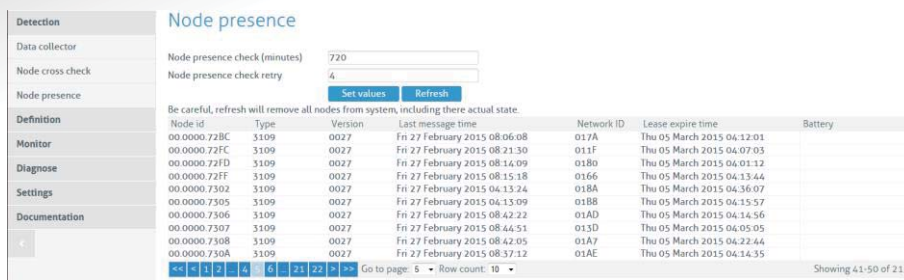 Detection
Data collector
Node cross check
Node presence
Definition
Monitor
Diagnose
Settings
Documentation
<
Node presence
Node presence check (minutes) 720
Node presence check retry 4
Set values Refresh
Be careful, refresh will remove all nodes from system, including there actual state.
Node id Type Version Last message time Network ID Lease expire time Battery
00.0000.72BC 3109 0027 Fri 27 February 2015 08:06:08 017A Thu 05 March 2015 04:12:01
00.0000.72FC 3109 0027 Fri 27 February 2015 08:21:30 011F Thu 05 March 2015 04:07:03
00.0000.72FD 3109 0027 Fri 27 February 2015 08:14:09 0180 Thu 05 March 2015 04:01:12
00.0000.72FF 3109 0027 Fri 27 February 2015 08:15:18 0166 Thu 05 March 2015 04:13:44
00.0000.7302 3109 0027 Fri 27 February 2015 04:13:24 018A Thu 05 March 2015 04:36:07
00.0000.7305 3109 0027 Fri 27 February 2015 04:13:09 01B8 Thu 05 March 2015 04:15:57
00.0000.7306 3109 0027 Fri 27 February 2015 08:42:22 01AD Thu 05 March 2015 04:14:56
00.0000.7307 3109 0027 Fri 27 February 2015 08:44:51 013D Thu 05 March 2015 04:05:05
00.0000.7308 3109 0027 Fri 27 February 2015 08:42:05 01A7 Thu 05 March 2015 04:22:44
00.0000.730A 3109 0027 Fri 27 February 2015 08:37:12 01AE Thu 05 March 2015 04:14:35
<< < 1 2 .. 4 5 6 .. 21 22 > >> Go to page: 5 Row count: 10 Showing 41-50 of 21